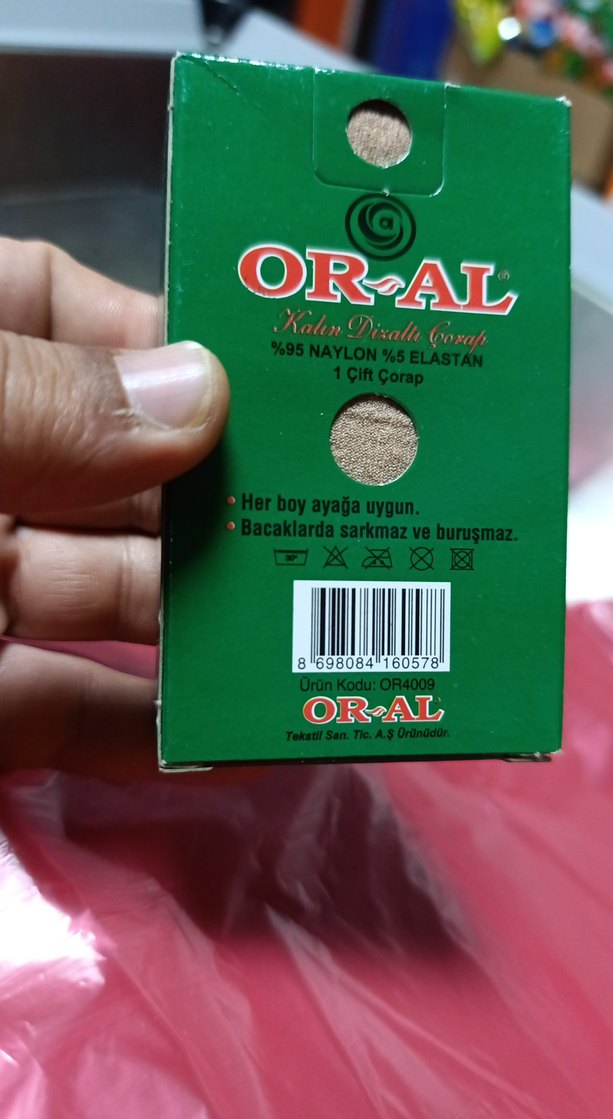 OR-AL
Kalın Dizaltı Çorap
%95 NAYLON %5 ELASTAN
1 Çift Çorap
• Her boy ayağa uygun.
• Bacaklarda sarkmaz ve buruşmaz.
30°
8 698084 160578
Ürün Kodu: OR4009
OR-AL
Tekstil San. Tic. A.Ş Ürünüdür.